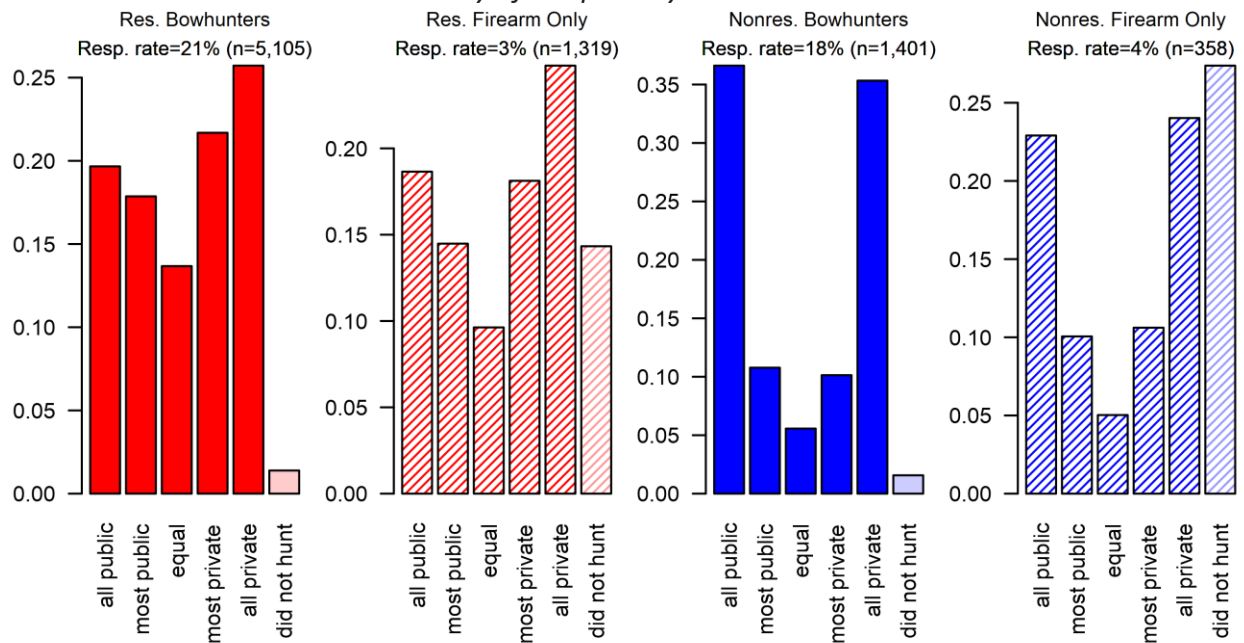 Res. Bowhunters
Resp. rate=21% (n=5,105)
0.25
0.20
0.15
0.10
0.05
0.00
all public
most public
equal
most private
all private
did not hunt
Res. Firearm Only
Resp. rate=3% (n=1,319)
0.20
0.15
0.10
0.05
0.00
all public
most public
equal
most private
all private
did not hunt
Nonres. Bowhunters
Resp. rate=18% (n=1,401)
0.35
0.30
0.25
0.20
0.15
0.10
0.05
0.00
all public
most public
equal
most private
all private
did not hunt
Nonres. Firearm Only
Resp. rate=4% (n=358)
0.25
0.20
0.15
0.10
0.05
0.00
all public
most public
equal
most private
all private
did not hunt